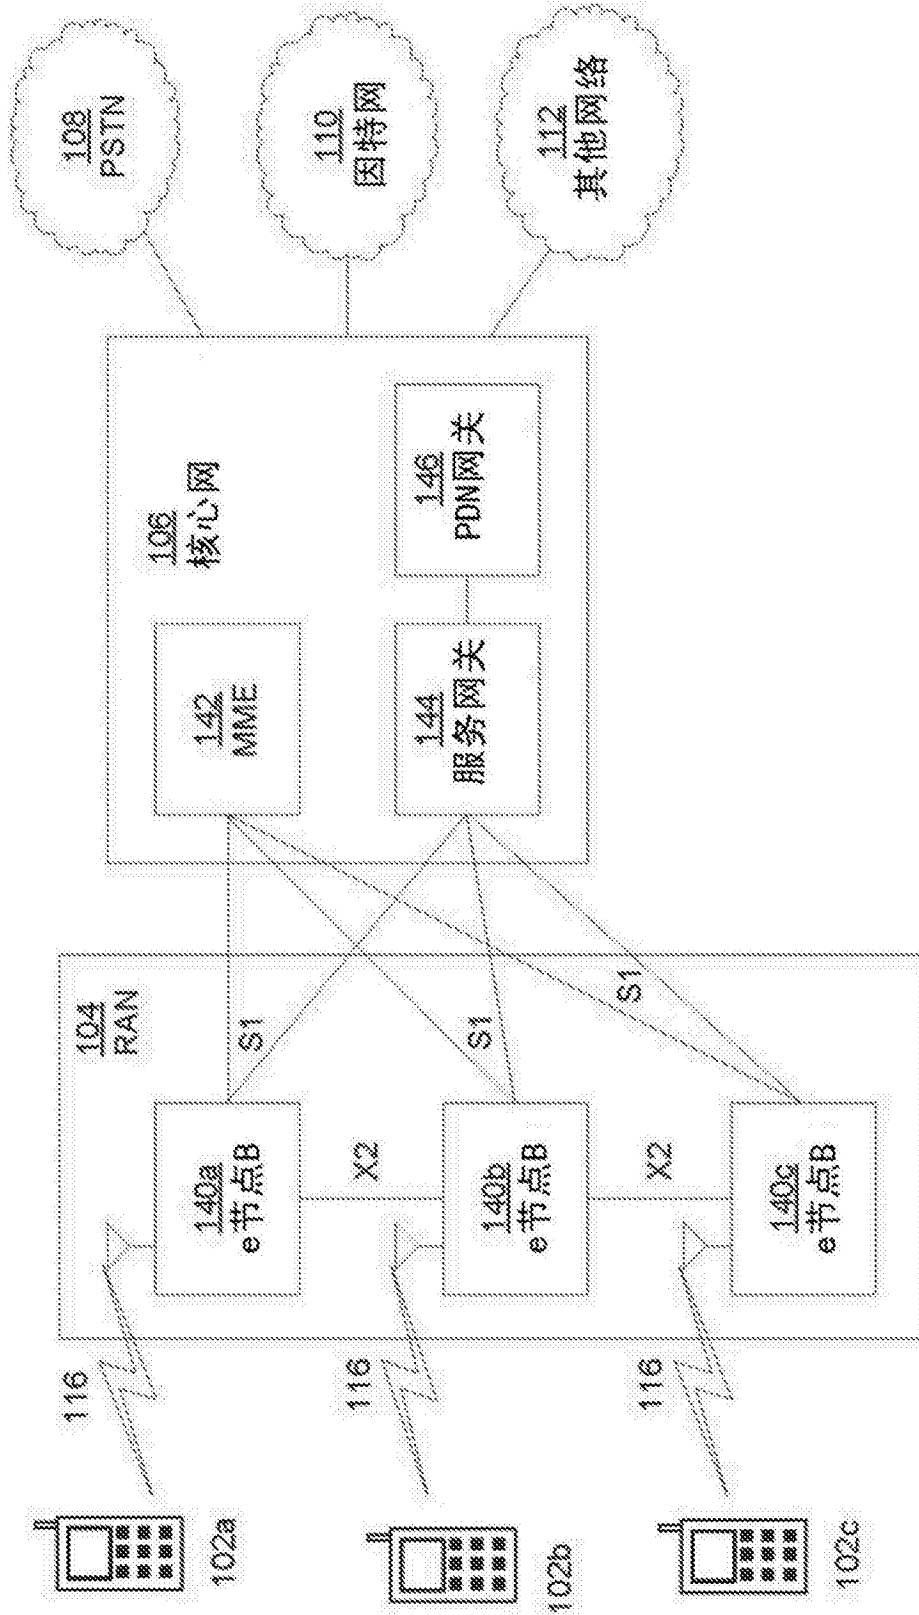 102a
102b
102c
116
116
116
104
RAN
140a
e节点B
140b
e节点B
140c
e节点B
X2
X2
S1
S1
S1
106
核心网
142
MME
144
服务网关
146
PDN网关
108
PSTN
110
因特网
112
其他网络